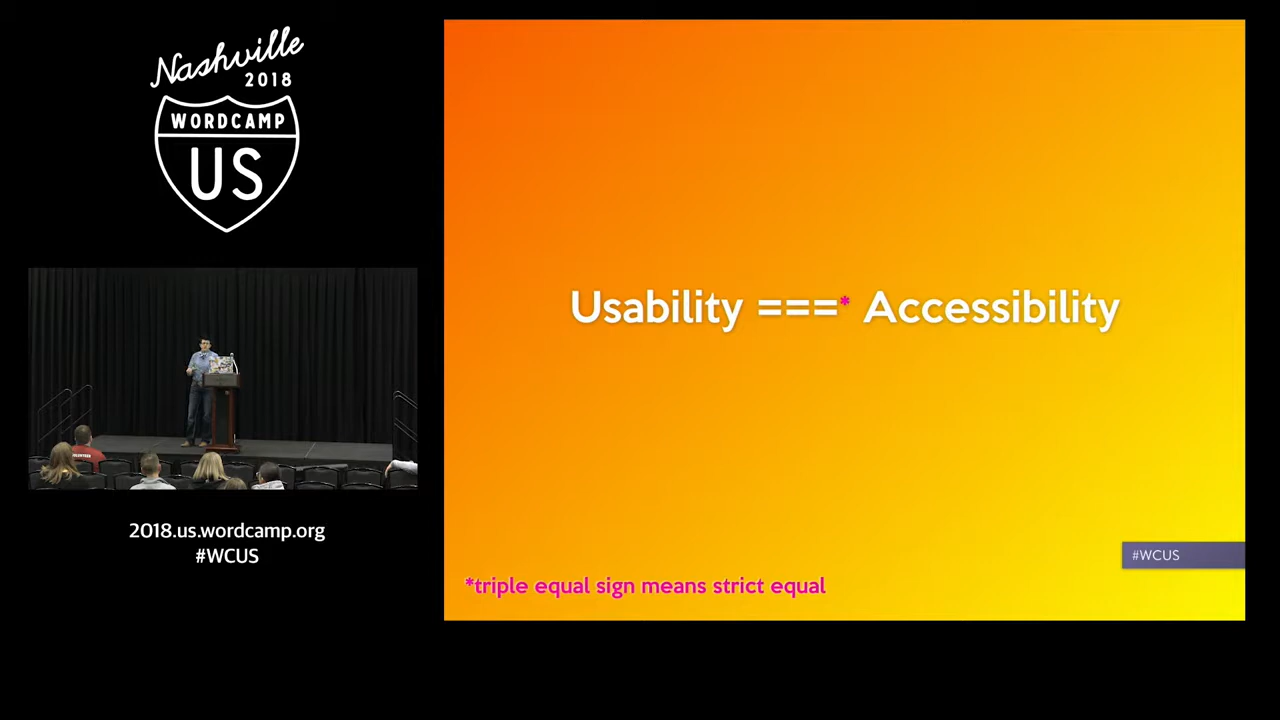 Nashville
2018
WORDCAMP
US
2018.us.wordcamp.org
#WCUS
Usability ===* Accessibility
#WCUS
*triple equal sign means strict equal